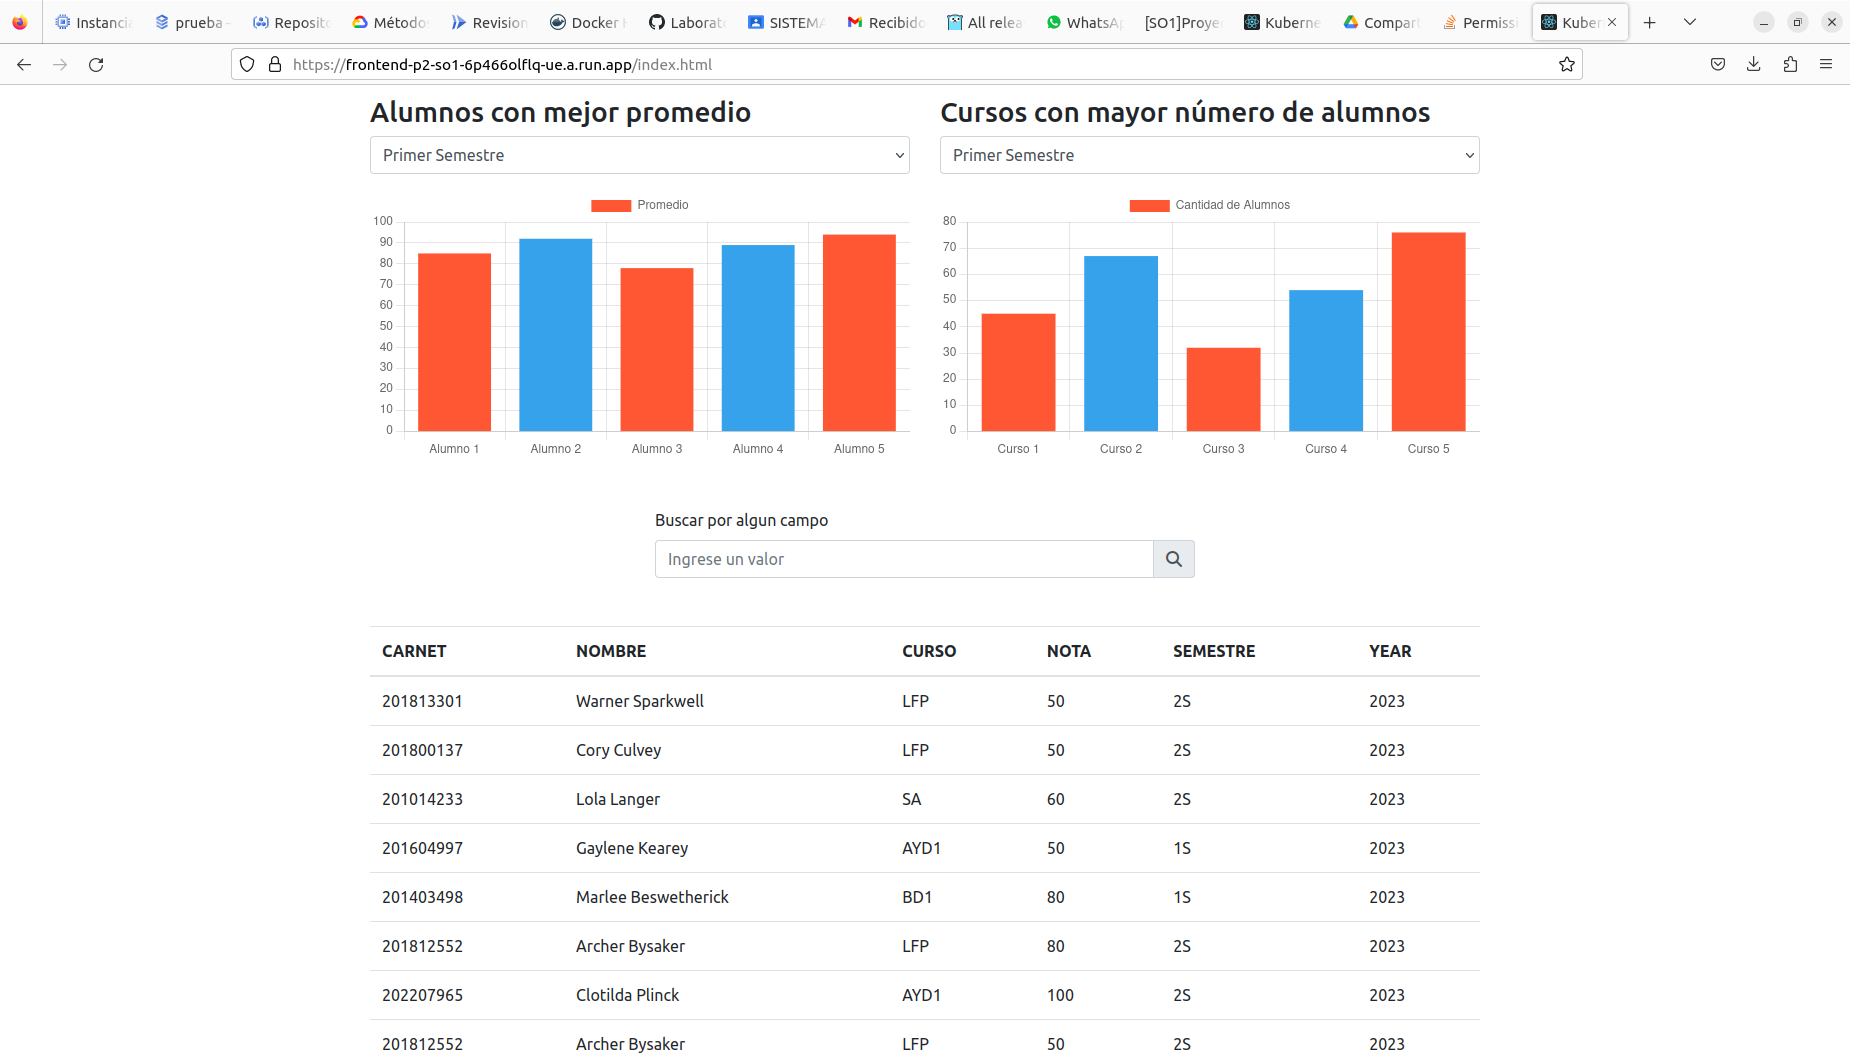 Instanci prueba - Reposito Método Revision Docker H Laborato SISTEMA Recibido All relea WhatsAp [SO1]Proye Kuberne Compart Permissi Kuber
https://frontend-p2-so1-6p466olflq-ue.a.run.app/index.html
Alumnos con mejor promedio
Primer Semestre
Promedio
100
90
80
70
60
50
40
30
20
10
0
Alumno 1 Alumno 2 Alumno 3 Alumno 4 Alumno 5
Cursos con mayor número de alumnos
Primer Semestre
Cantidad de Alumnos
80
70
60
50
40
30
20
10
0
Curso 1 Curso 2 Curso 3 Curso 4 Curso 5
Buscar por algun campo
Ingrese un valor
CARNET NOMBRE CURSO NOTA SEMESTRE YEAR
201813301 Warner Sparkwell LFP 50 2S 2023
201800137 Cory Culvey LFP 50 2S 2023
201014233 Lola Langer SA 60 2S 2023
201604997 Gaylene Kearey AYD1 50 1S 2023
201403498 Marlee Beswetherick BD1 80 1S 2023
201812552 Archer Bysaker LFP 80 2S 2023
202207965 Clotilda Plinck AYD1 100 2S 2023
201812552 Archer Bysaker LFP 50 2S 2023